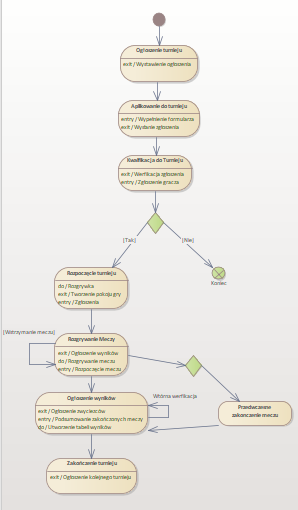 Ogłoszenie turnieju
exit / Wystawienie ogłoszenia
Aplikowanie do turnieju
entry / Wypełnienie formularza
exit / Wysłanie zgłoszenia
Kwalifikacja do Turnieju
exit / Werfikacja zgłoszenia
entry / Zgłoszenie gracza
[Tak]
[Nie]
Koniec
Rozpoczęcie turnieju
do / Rozgrywka
exit / Tworzenie pokoju gry
entry / Zgłoszenia
[Wstrzymanie meczu]
Rozgrywanie Meczy
exit / Ogłoszenie wyników
do / Rozgrywanie meczu
entry / Rozpoczęcie meczu
Ogłoszenie wyników
exit / Ogłoszenie zwyciezców
entry / Podsumowanie zakończonych meczy
do / Utworzenie tabeli wyników
Wtórna werfikacja
Przedwczesne
zakonczenie meczu
Zakończenie turnieju
exit / Ogłoszenie kolejnego turnieju